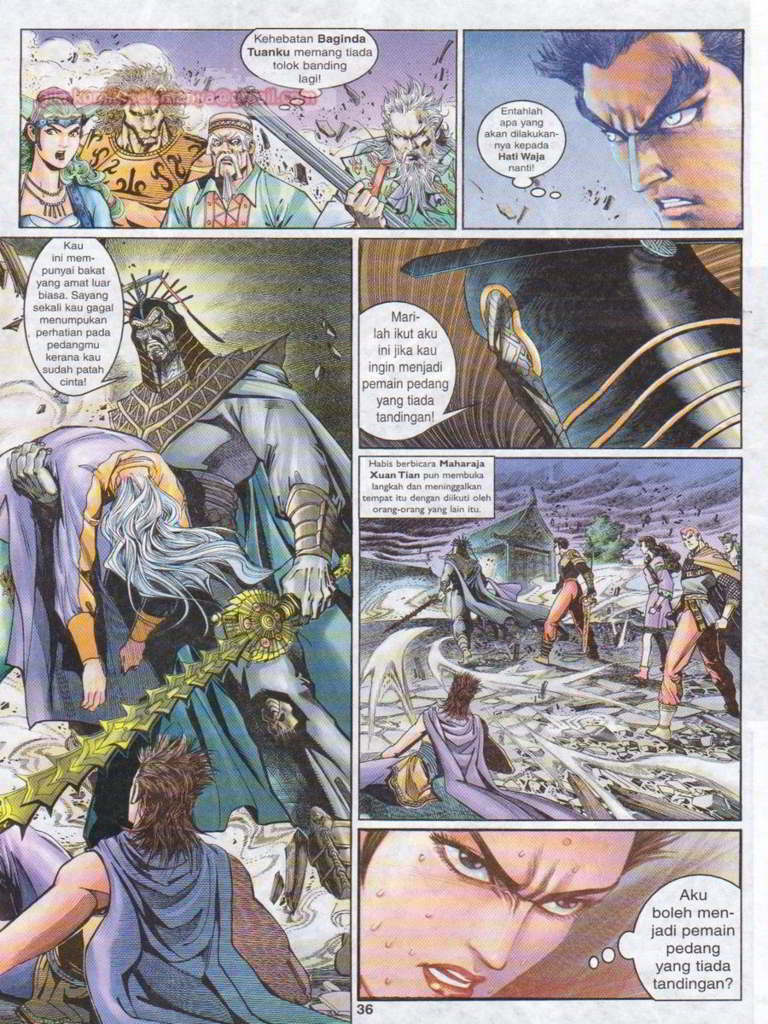 Kehebatan Baginda
Tuanku memang tiada
tolok banding
lagi!
Entahlah
apa yang
akan dilakukan-
nya kepada
Hati Waja
nanti!
Kau
ini mem-
punyai bakat
yang amat luar
biasa. Sayang
sekali kau gagal
menumpukan
perhatian pada
pedangmu
kerana kau
sudah patah
cinta!
Mari-
lah ikut aku
ini jika kau
ingin menjadi
pemain pedang
yang tiada
tandingan!
Habis berbicara Maharaja
Xuan Tian pun membuka
langkah dan meninggalkan
tempat itu dengan diikuti oleh
orang-orang yang lain itu.
Aku
boleh men-
jadi pemain
pedang
yang tiada
tandingan?
36